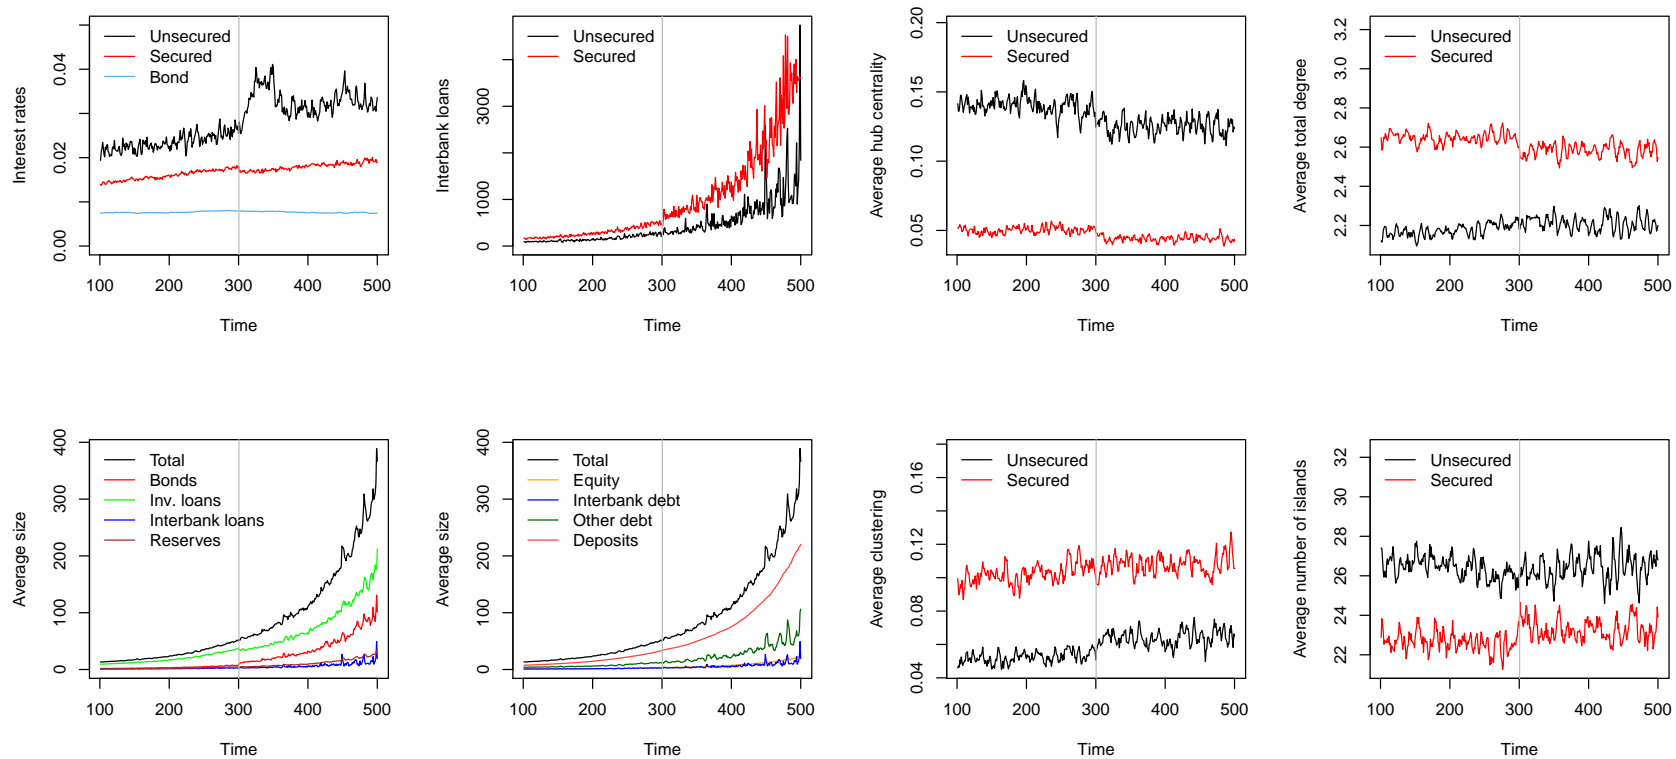 Interest rates
0.00
0.02
0.04
Unsecured
Secured
Bond
100
200
300
400
500
Time
Interbank loans
0
1000
3000
Unsecured
Secured
100
200
300
400
500
Time
Average hub centrality
0.05
0.10
0.15
0.20
Unsecured
Secured
100
200
300
400
500
Time
Average total degree
2.2
2.4
2.6
2.8
3.0
3.2
Unsecured
Secured
100
200
300
400
500
Time
Average size
0
100
200
300
400
Total
Bonds
Inv. loans
Interbank loans
Reserves
100
200
300
400
500
Time
Average size
0
100
200
300
400
Total
Equity
Interbank debt
Other debt
Deposits
100
200
300
400
500
Time
Average clustering
0.04
0.08
0.12
0.16
Unsecured
Secured
100
200
300
400
500
Time
Average number of islands
22
24
26
28
30
32
Unsecured
Secured
100
200
300
400
500
Time